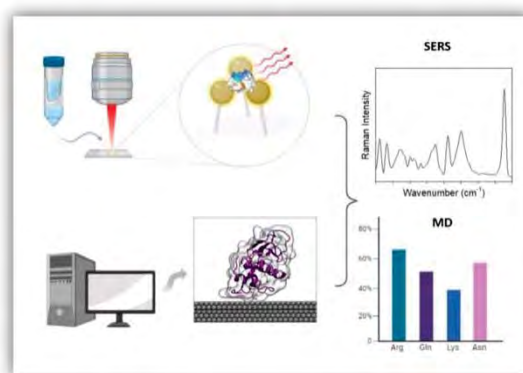 SERS
Raman Intensity
Wavenumber (cm⁻¹)
MD
80%
60%
40%
20%
0
Arg
Gln
Lys
Asn